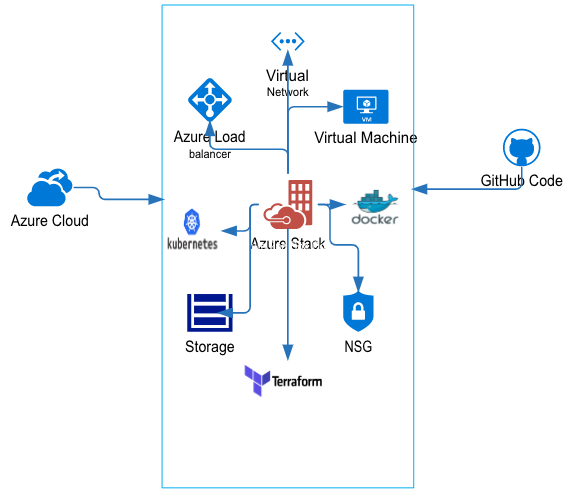 Virtual
Network
Azure Load
balancer
VM
Virtual Machine
GitHub Code
Azure Cloud
kubernetes
Azure Stack
docker
Storage
NSG
Terraform